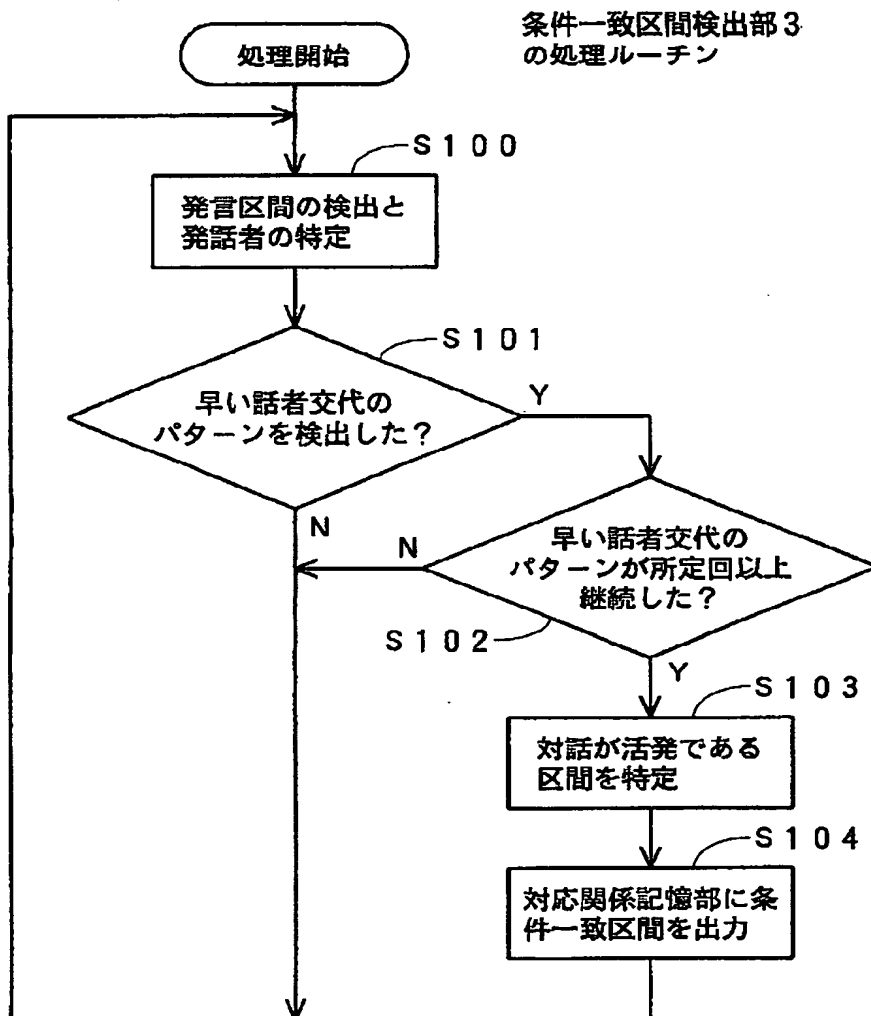 条件一致区間検出部3
の処理ルーチン
処理開始
S100
発言区間の検出と
発話者の特定
S101
早い話者交代の
パターンを検出した?
Y
N
早い話者交代の
パターンが所定回以上
継続した?
N
S102
Y
S103
対話が活発である
区間を特定
S104
対応関係記憶部に条
件一致区間を出力